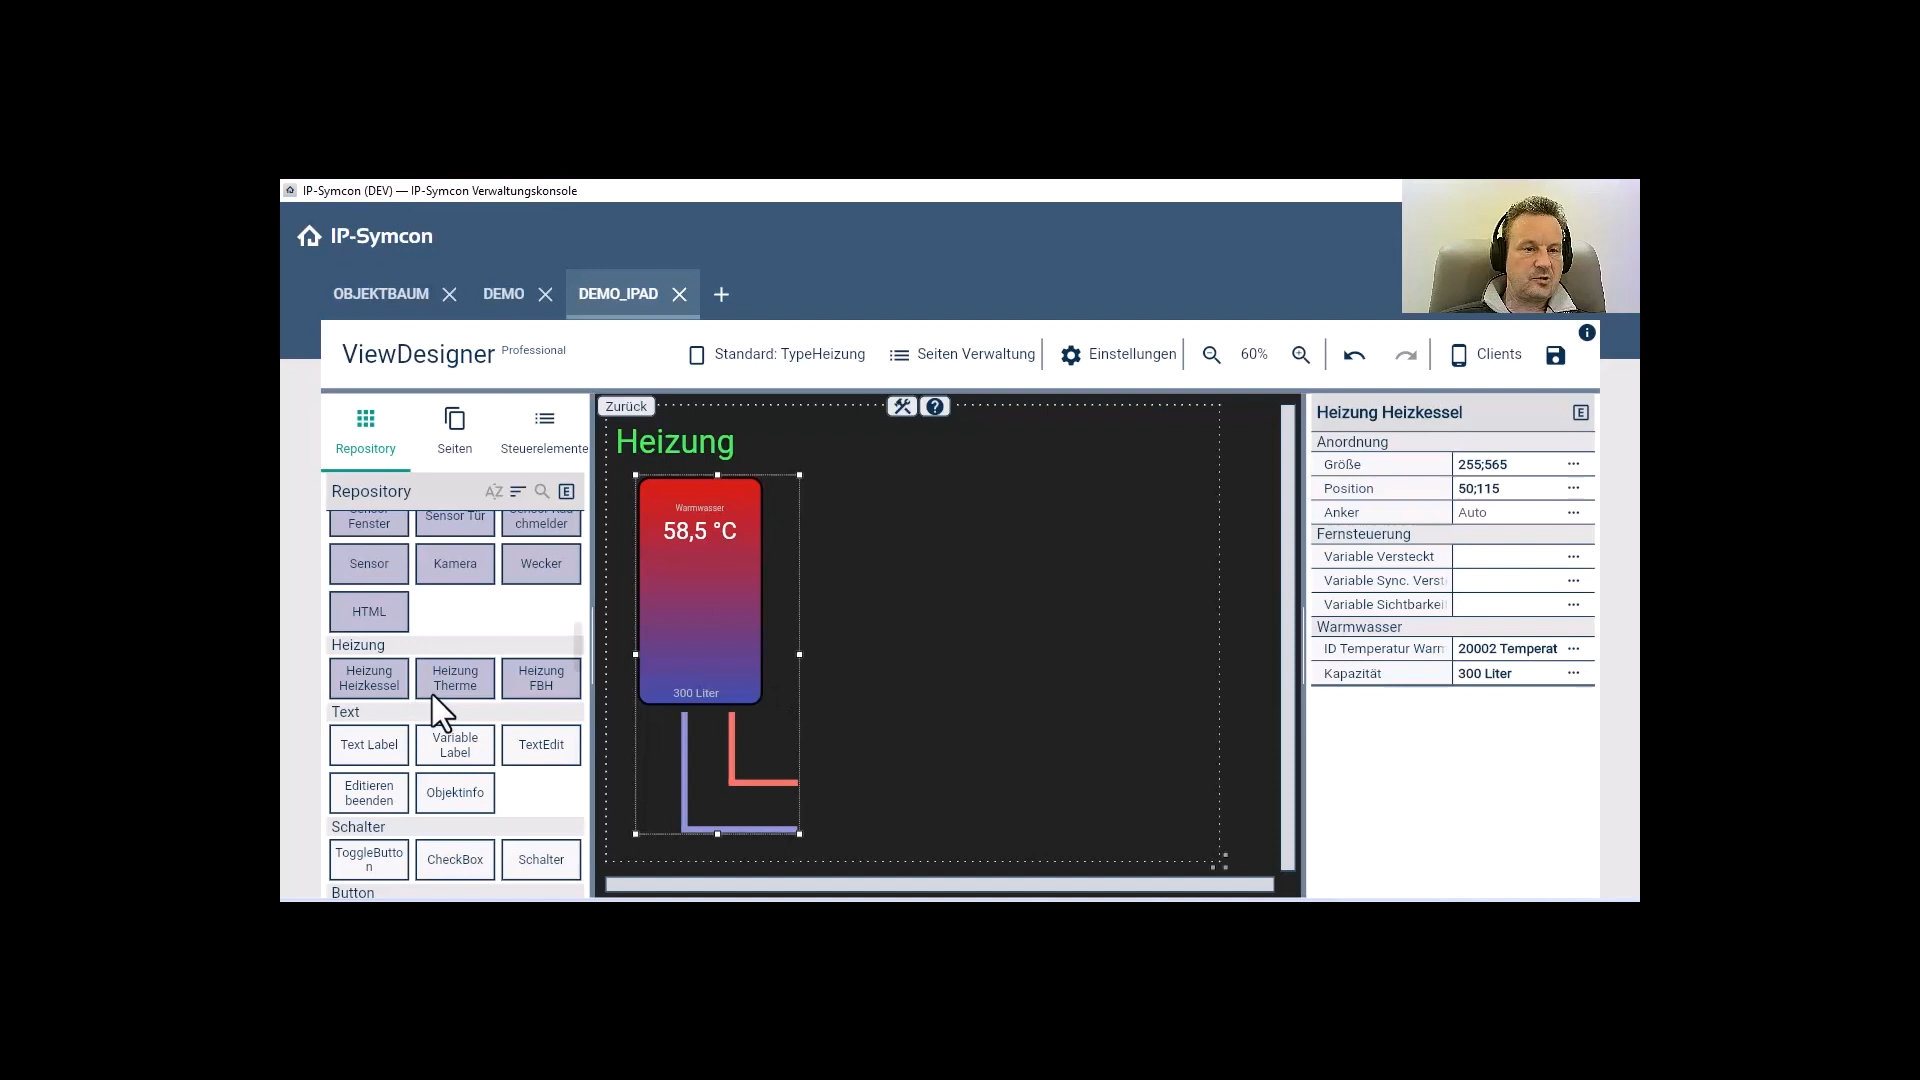 IP-Symcon (DEV) — IP-Symcon Verwaltungskonsole
IP-Symcon
OBJEKTBAUM
DEMO
DEMO_IPAD
ViewDesigner Professional
Standard: TypeHeizung
Seiten Verwaltung
Einstellungen
60%
Clients
Repository
Seiten
Steuerelemente
Repository
AZ
E
Fenster
Sensor Tür
chmelder
Sensor
Kamera
Wecker
HTML
Heizung
Heizung
Heizkessel
Heizung
Therme
Heizung
FBH
Text
Text Label
Variable
Label
TextEdit
Editieren
beenden
Objektinfo
Schalter
ToggleButto
n
CheckBox
Schalter
Button
Zurück
Heizung
Warmwasser
58,5 °C
300 Liter
Heizung Heizkessel
E
Anordnung
Größe 255;565 ···
Position 50;115 ···
Anker Auto ···
Fernsteuerung
Variable Versteckt ···
Variable Sync. Verst ···
Variable Sichtbarkei ···
Warmwasser
ID Temperatur Warm 20002 Temperat ···
Kapazität 300 Liter ···